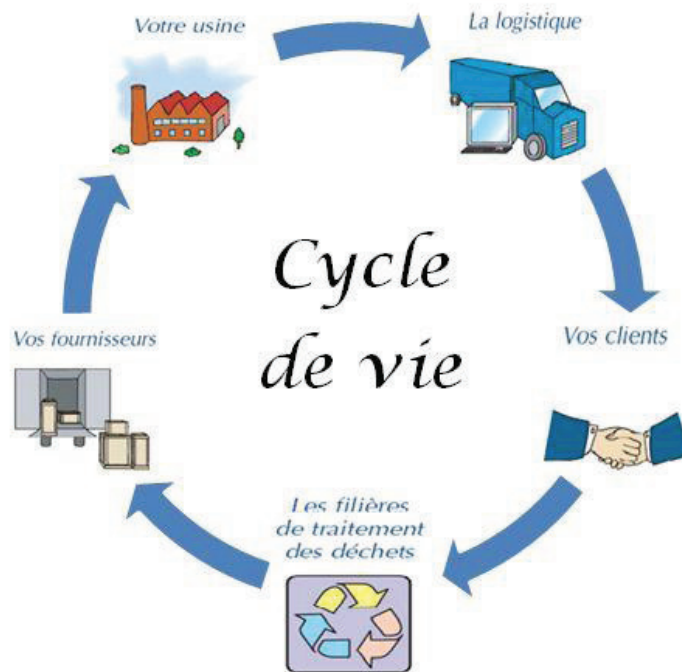 Votre usine
La logistique
Cycle
de vie
Vos fournisseurs
Vos clients
Les filières
de traitement
des déchets